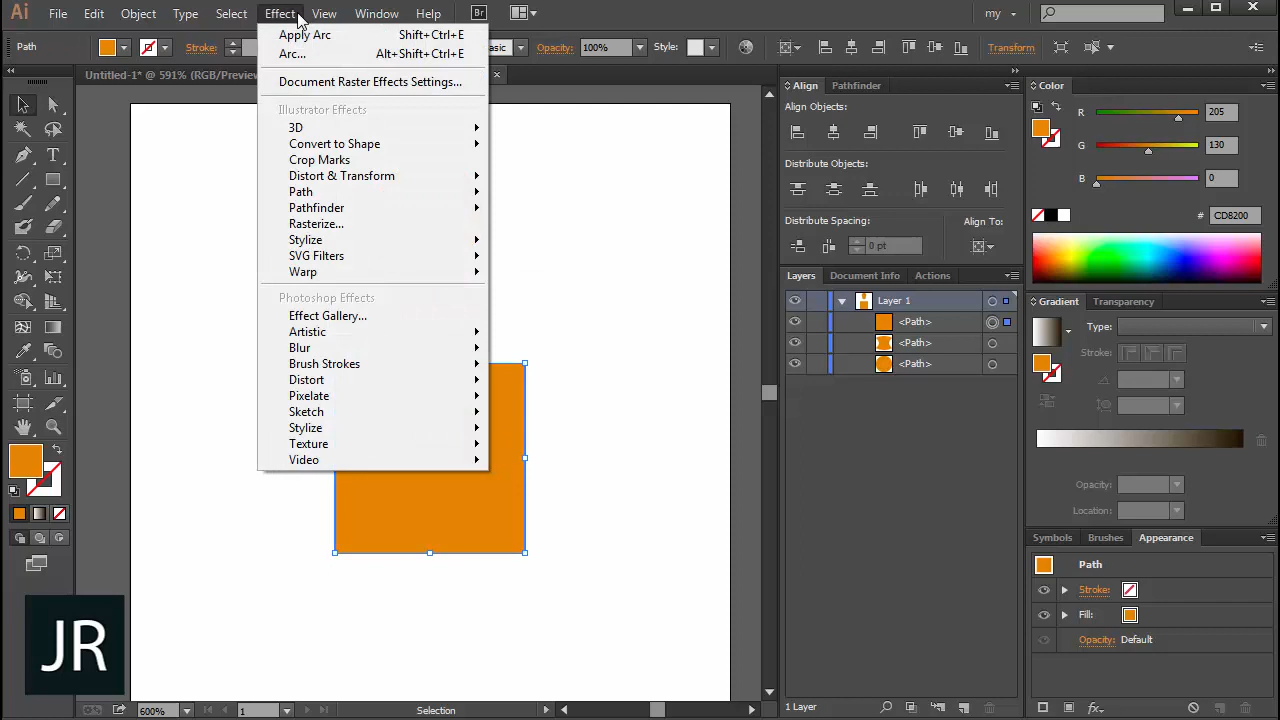 Ai File Edit Object Type Select Effect View Window Help Br my
Path Stroke: Basic Opacity: 100% Style: Transform
Document-1* @ 591% (RGB/Preview
Apply Arc Shift+Ctrl+E
Arc... Alt+Shift+Ctrl+E
Document Raster Effects Settings...
Illustrator Effects
3D
Convert to Shape
Crop Marks
Distort & Transform
Path
Pathfinder
Rasterize...
Stylize
SVG Filters
Warp
Photoshop Effects
Effect Gallery...
Artistic
Blur
Brush Strokes
Distort
Pixelate
Sketch
Stylize
Texture
Video
JR
600% 1 Selection
Align Pathfinder
Align Objects:
Distribute Objects:
Distribute Spacing: Align To:
0 pt
Layers Document Info Actions
Layer 1
<Path>
<Path>
<Path>
1 Layer
Color
R 205
G 130
B 0
# CD8200
Gradient Transparency
Type:
Stroke:
Opacity:
Location:
Symbols Brushes Appearance
Path
Stroke:
Fill:
Opacity: Default
fx